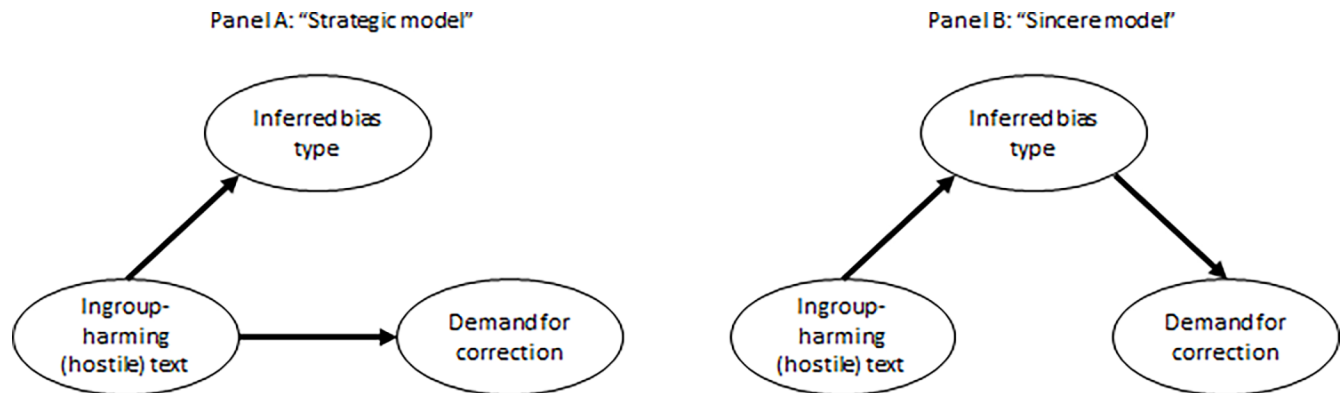 Panel A: “Strategic model”
Inferred bias
type
Ingroup-
harming
(hostile) text
Demand for
correction
Panel B: “Sincere model”
Inferred bias
type
Ingroup-
harming
(hostile) text
Demand for
correction